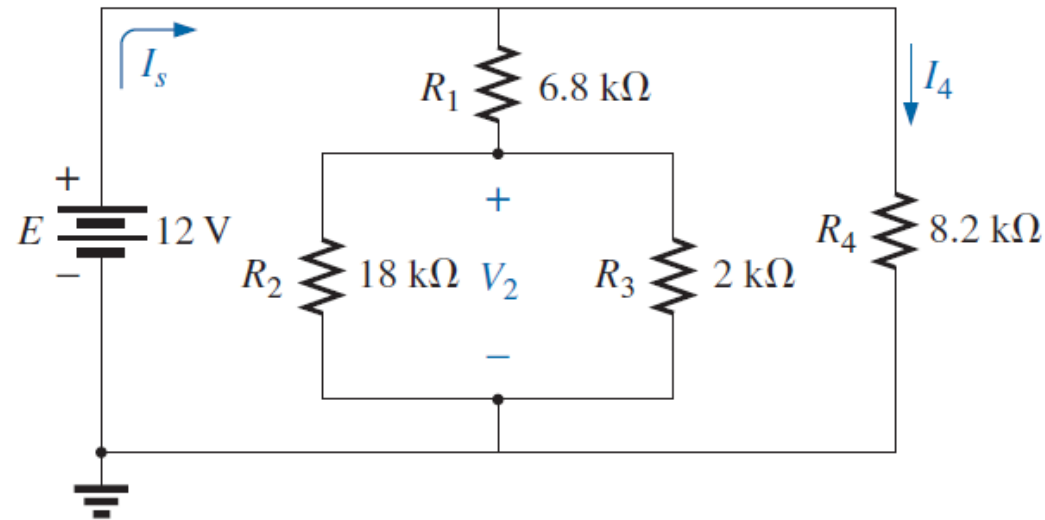 I_s
R_1 6.8 kΩ
I_4
+
E 12 V
−
R_2 18 kΩ
+
V_2
−
R_3 2 kΩ
R_4 8.2 kΩ